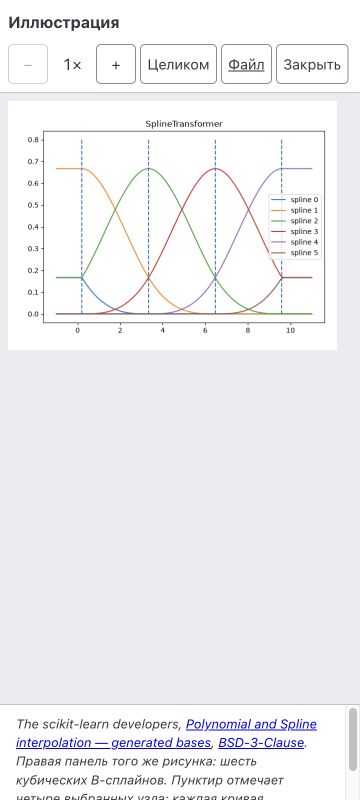 Иллюстрация
− 1× + Целиком Файл Закрыть
SplineTransformer
0.8
0.7
0.6
0.5
0.4
0.3
0.2
0.1
0.0
spline 0
spline 1
spline 2
spline 3
spline 4
spline 5
0 2 4 6 8 10
The scikit-learn developers, Polynomial and Spline
interpolation — generated bases, BSD-3-Clause.
Правая панель того же рисунка: шесть
кубических B-сплайнов. Пунктир отмечает
четыре выбранных узла; каждая кривая